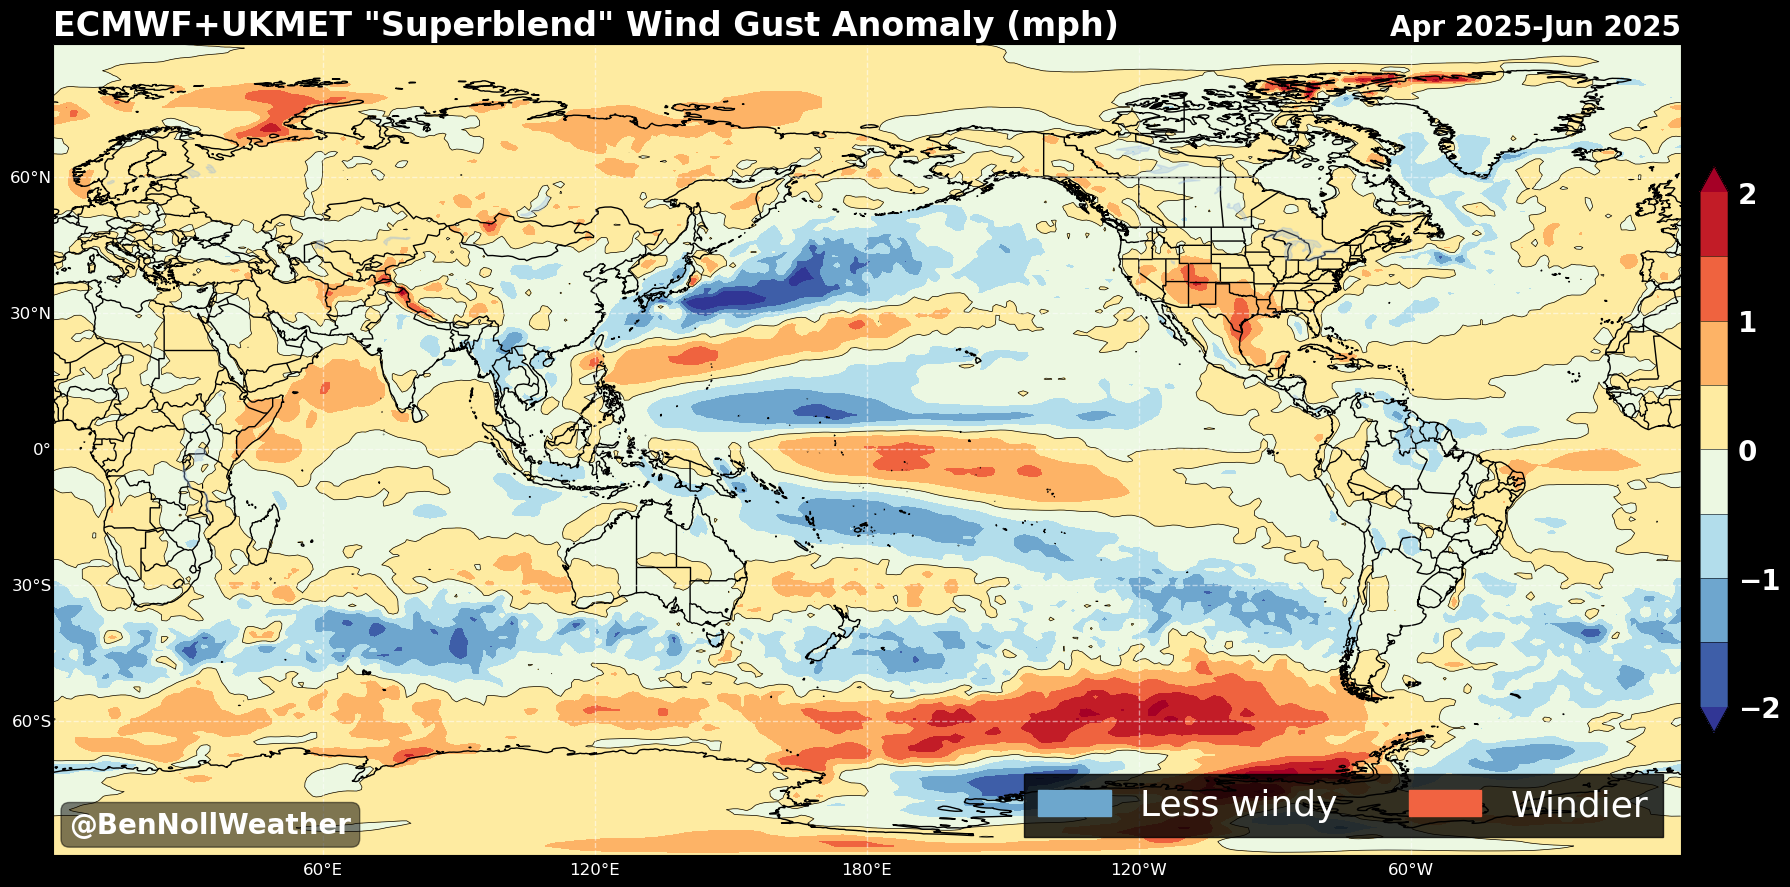 ECMWF+UKMET "Superblend" Wind Gust Anomaly (mph)
Apr 2025-Jun 2025
60°N
30°N
0°
30°S
60°S
60°E
120°E
180°E
120°W
60°W
2
1
0
−1
−2
Less windy
Windier
@BenNollWeather